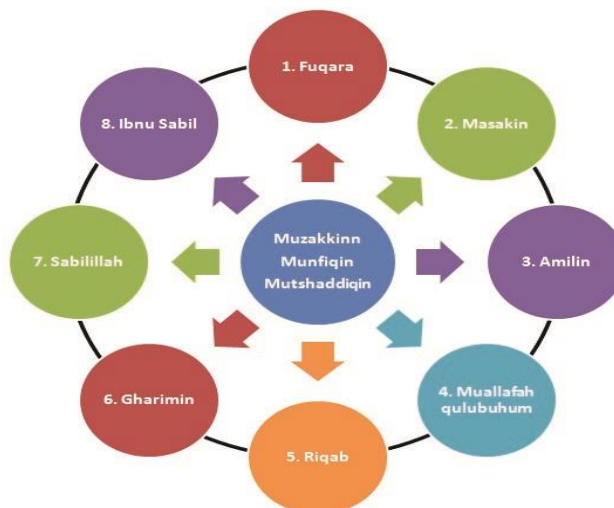 1. Fuqara
2. Masakin
3. Amilin
4. Muallafah
qulubuhum
5. Riqab
6. Gharimin
7. Sabilillah
8. Ibnu Sabil
Muzakkinn
Munfiqin
Mutshaddiqin